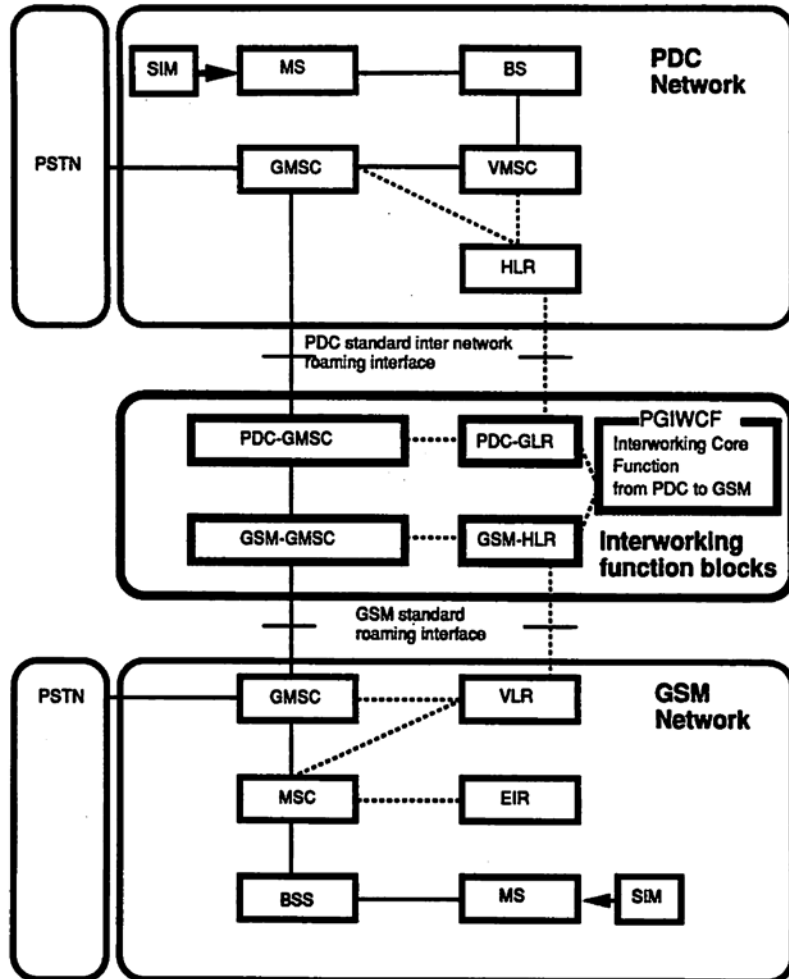 PDC
Network
SIM
MS
BS
PSTN
GMSC
VMSC
HLR
PDC standard inter network
roaming interface
PGIWCF
PDC-GMSC
PDC-GLR
Interworking Core
Function
from PDC to GSM
GSM-GMSC
GSM-HLR
Interworking
function blocks
GSM standard
roaming interface
PSTN
GMSC
VLR
GSM
Network
MSC
EIR
BSS
MS
SIM